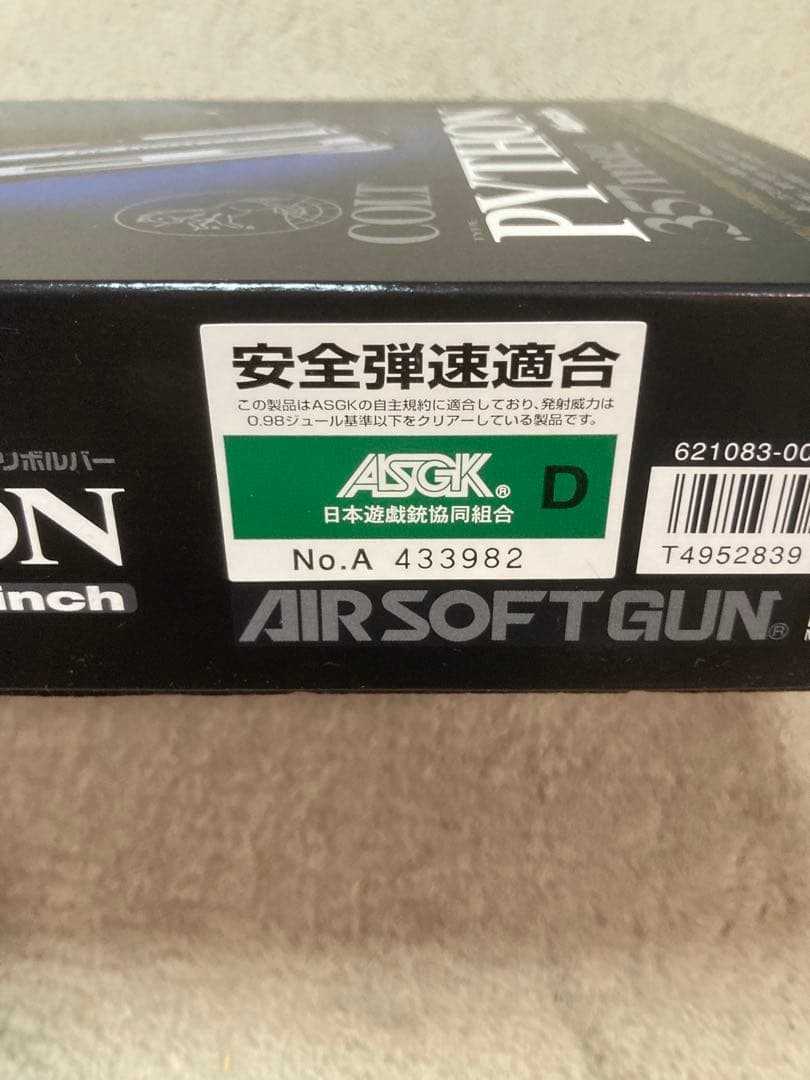 COLT
TYPE
PYTHON
.357
安全弾速適合
この製品はASGKの自主規約に適合しており、発射威力は
0.98ジュール基準以下をクリアーしている製品です。
ASGK® D
日本遊戯銃協同組合
No.A 433982
リボルバー
ON
inch
621083-00
T4952839
AIRSOFTGUN®